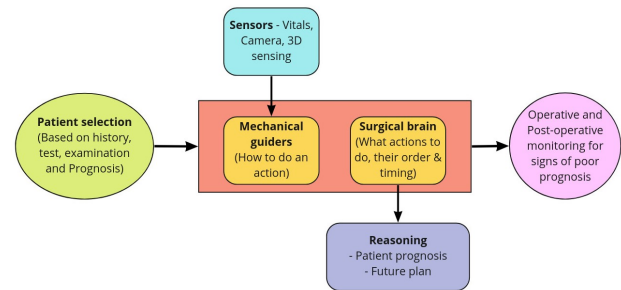 Sensors - Vitals,
Camera, 3D
sensing
Patient selection
(Based on history,
test, examination
and Prognosis)
Mechanical
guiders
(How to do an
action)
Surgical brain
(What actions to
do, their order &
timing)
Operative and
Post-operative
monitoring for
signs of poor
prognosis
Reasoning
- Patient prognosis
- Future plan